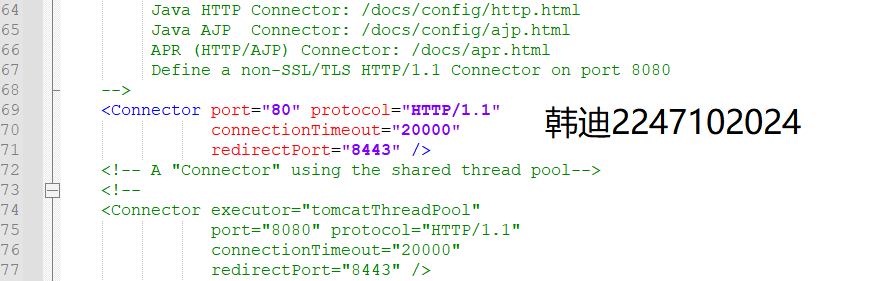 64 Java HTTP Connector: /docs/config/http.html
65 Java AJP  Connector: /docs/config/ajp.html
66 APR (HTTP/AJP) Connector: /docs/apr.html
67 Define a non-SSL/TLS HTTP/1.1 Connector on port 8080
68 -->
69 <Connector port="80" protocol="HTTP/1.1"
70 connectionTimeout="20000"
韩迪2247102024
71 redirectPort="8443" />
72 <!-- A "Connector" using the shared thread pool-->
73 <!--
74 <Connector executor="tomcatThreadPool"
75 port="8080" protocol="HTTP/1.1"
76 connectionTimeout="20000"
77 redirectPort="8443" />